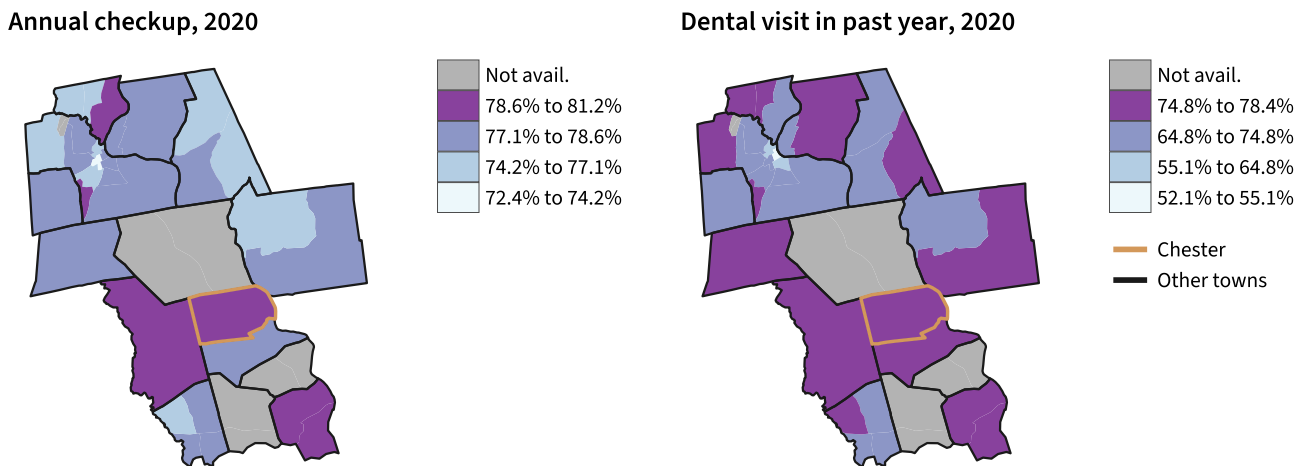 Annual checkup, 2020
Not avail.
78.6% to 81.2%
77.1% to 78.6%
74.2% to 77.1%
72.4% to 74.2%
Dental visit in past year, 2020
Not avail.
74.8% to 78.4%
64.8% to 74.8%
55.1% to 64.8%
52.1% to 55.1%
Chester
Other towns